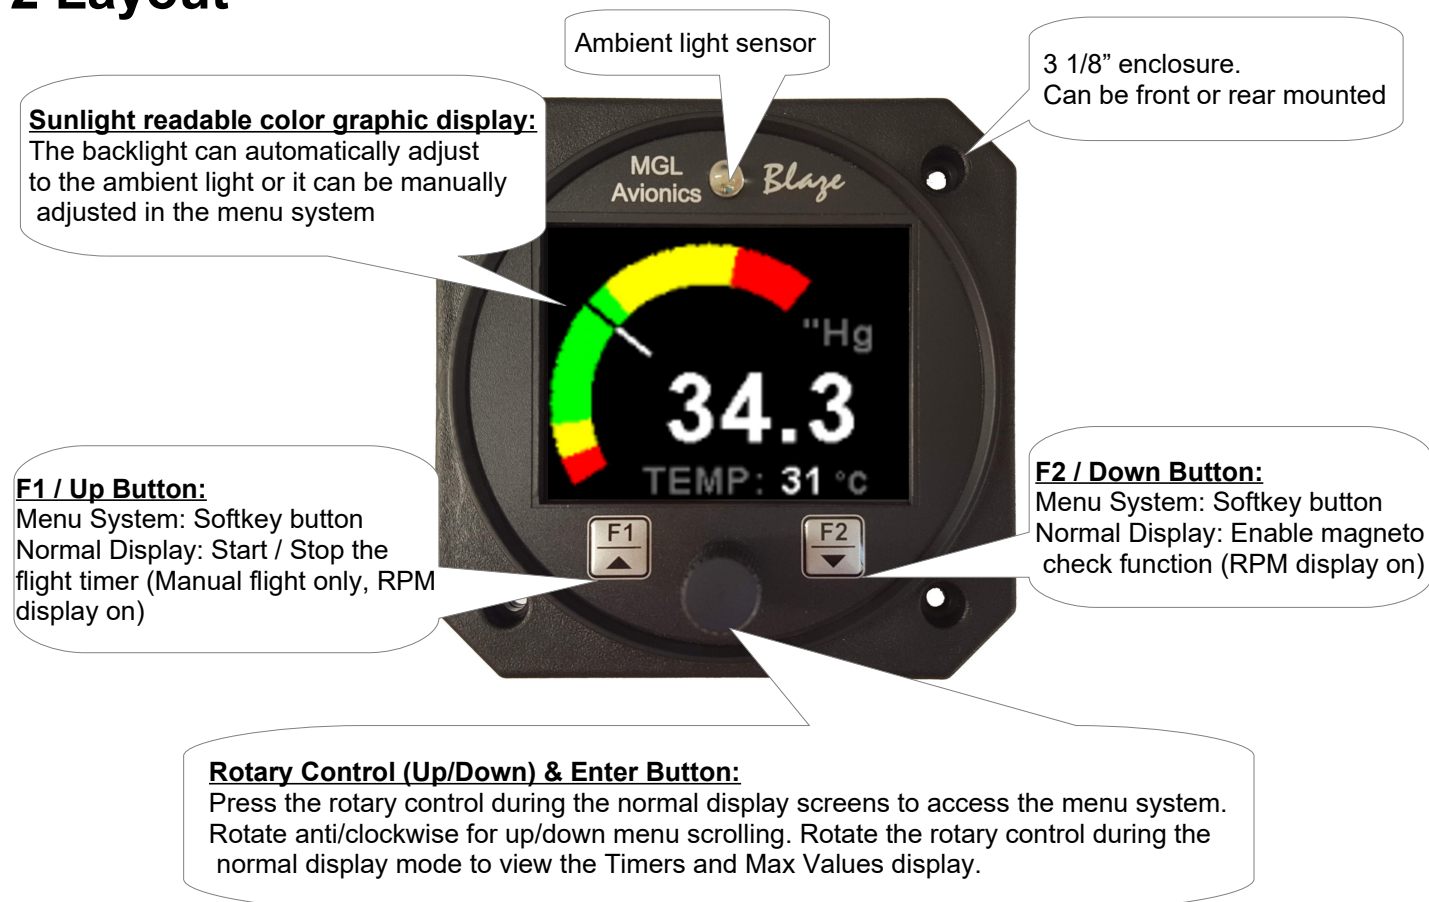 2 Layout
Ambient light sensor
3 1/8” enclosure.
Can be front or rear mounted
Sunlight readable color graphic display:
The backlight can automatically adjust
to the ambient light or it can be manually
adjusted in the menu system
MGL
Avionics
Blaze
"Hg
34.3
TEMP: 31 °C
F1 / Up Button:
Menu System: Softkey button
Normal Display: Start / Stop the
flight timer (Manual flight only, RPM
display on)
F2 / Down Button:
Menu System: Softkey button
Normal Display: Enable magneto
check function (RPM display on)
F1
F2
Rotary Control (Up/Down) & Enter Button:
Press the rotary control during the normal display screens to access the menu system.
Rotate anti/clockwise for up/down menu scrolling. Rotate the rotary control during the
normal display mode to view the Timers and Max Values display.